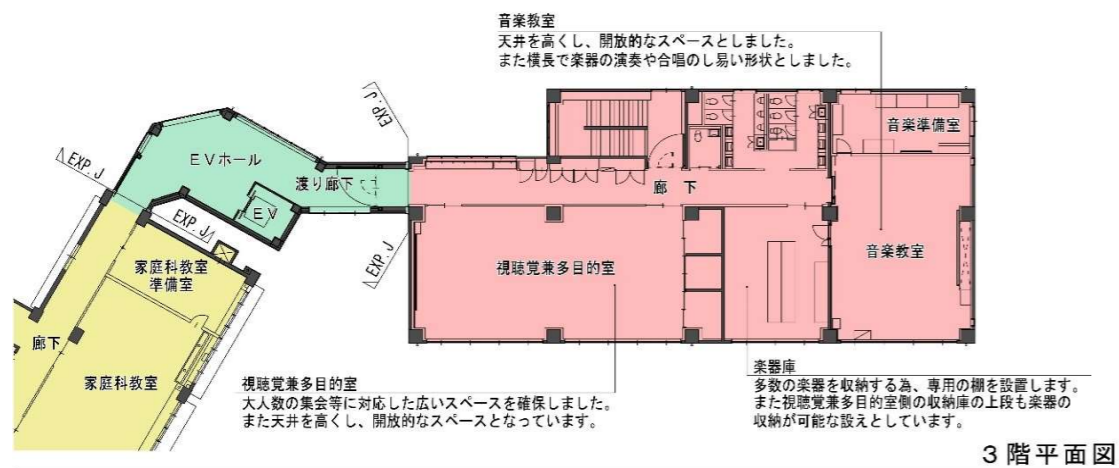 音楽教室
天井を高くし、開放的なスペースとしました。
また横長で楽器の演奏や合唱のし易い形状としました。
EXP.J
音楽準備室
EXP.J
EVホール
渡り廊下
廊下
EV
EXP.J
家庭科教室
準備室
EXP.J
視聴覚兼多目的室
音楽教室
廊下
家庭科教室
視聴覚兼多目的室
大人数の集会等に対応した広いスペースを確保しました。
また天井を高くし、開放的なスペースとなっています。
楽器庫
多数の楽器を収納する為、専用の棚を設置します。
また視聴覚兼多目的室側の収納庫の上段も楽器の
収納が可能な設えとしています。
3階平面図